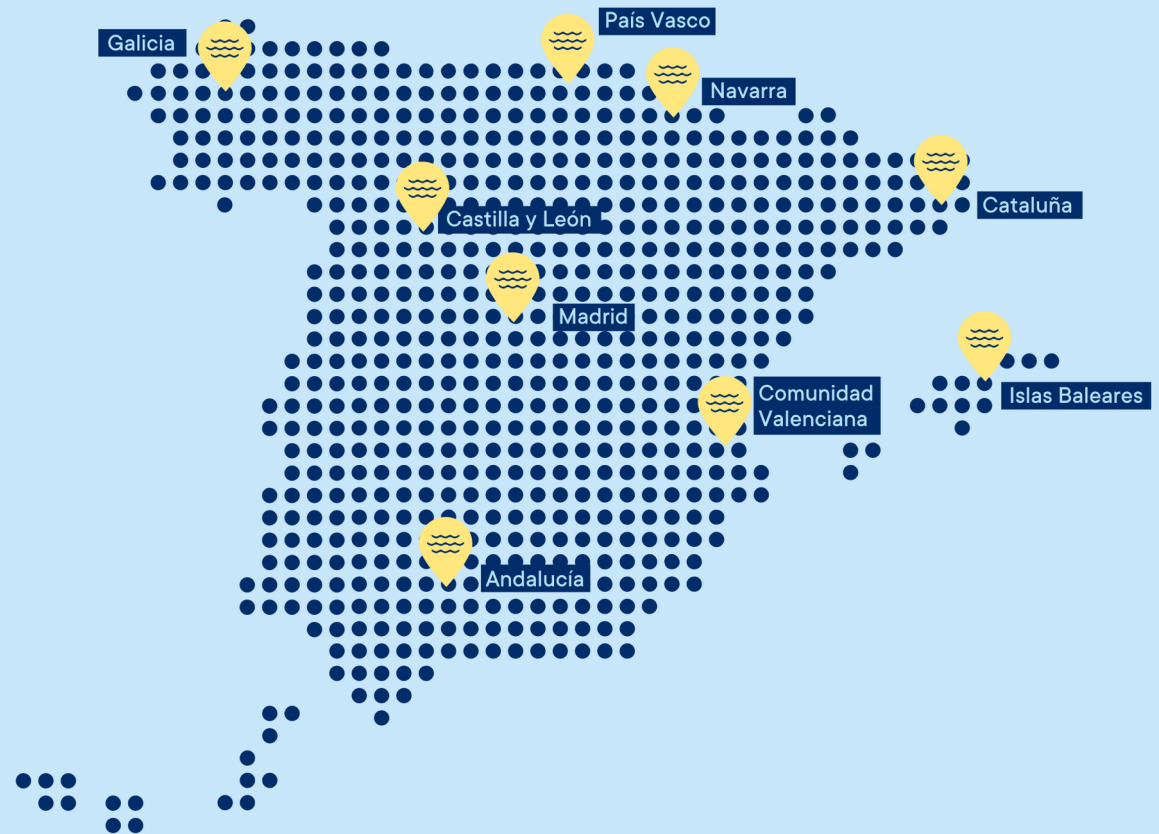 País Vasco
Galicia
Navarra
Cataluña
Castilla y León
Madrid
Comunidad
Valenciana
Islas Baleares
Andalucía